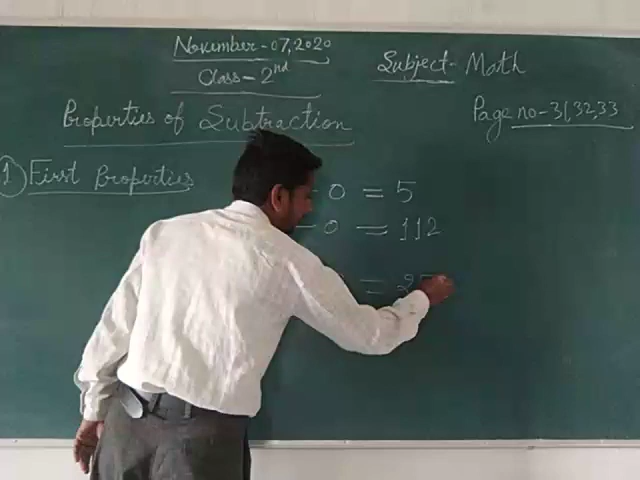 November-07,2020
Class-2nd
Subject- Math
Page no-31,32,33
Properties of Subtraction
1) First Properties
- 0 = 5
- 0 = 112
=